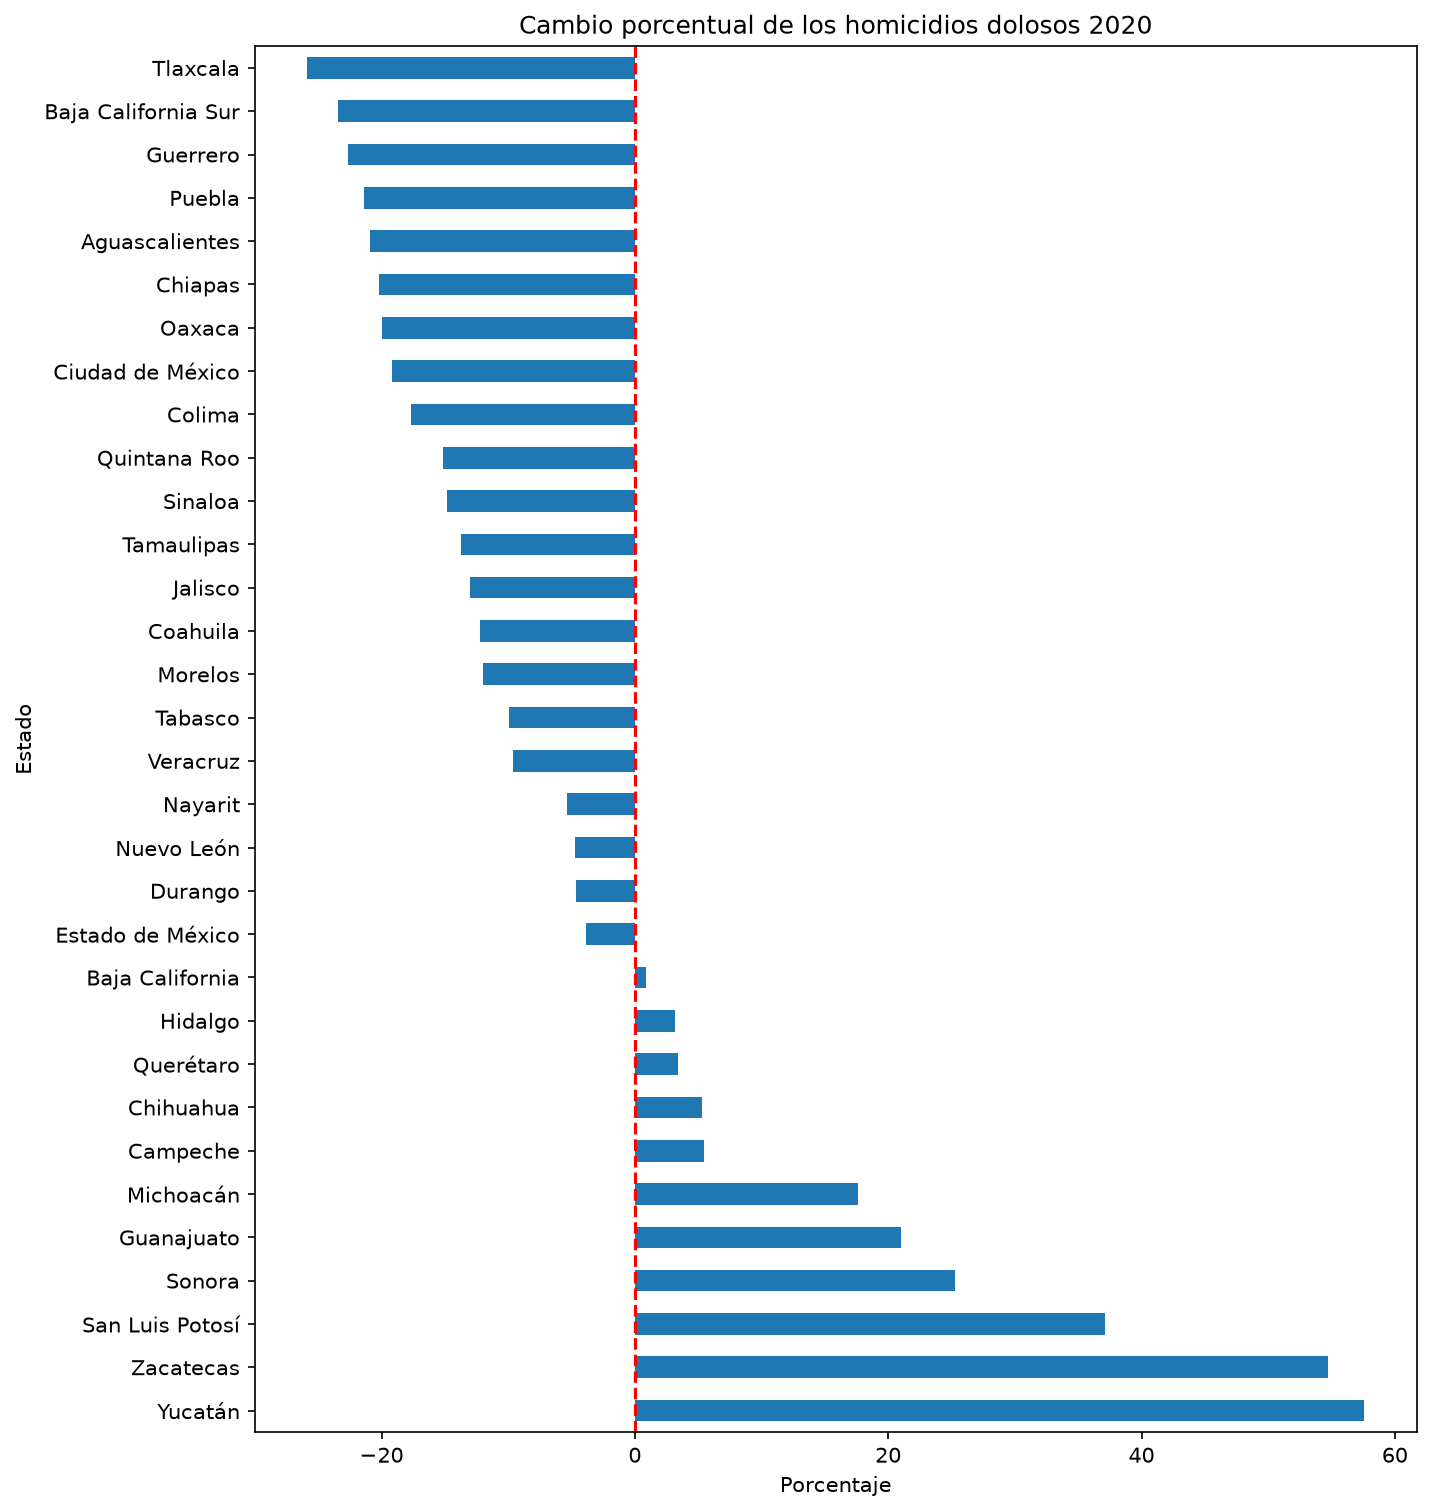 Cambio porcentual de los homicidios dolosos 2020
Tlaxcala
Baja California Sur
Guerrero
Puebla
Aguascalientes
Chiapas
Oaxaca
Ciudad de México
Colima
Quintana Roo
Sinaloa
Tamaulipas
Jalisco
Coahuila
Morelos
Tabasco
Veracruz
Nayarit
Nuevo León
Durango
Estado de México
Baja California
Hidalgo
Querétaro
Chihuahua
Campeche
Michoacán
Guanajuato
Sonora
San Luis Potosí
Zacatecas
Yucatán
Estado
−20 0 20 40 60
Porcentaje